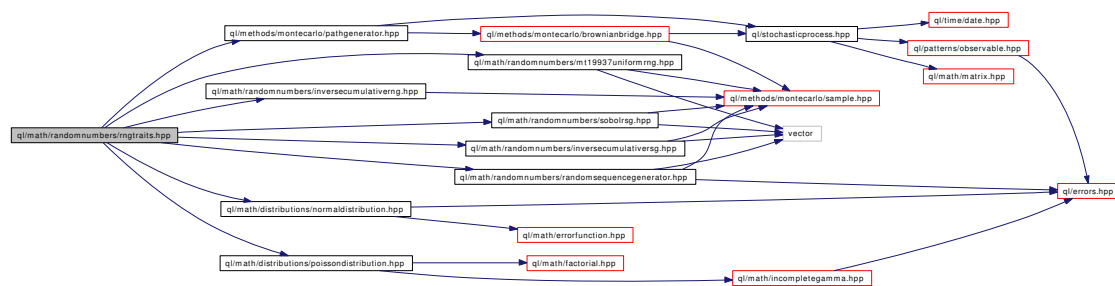 ql/time/date.hpp
ql/methods/montecarlo/pathgenerator.hpp
ql/methods/montecarlo/brownianbridge.hpp
ql/stochasticprocess.hpp
ql/patterns/observable.hpp
ql/math/randomnumbers/mt19937uniformrng.hpp
ql/math/matrix.hpp
ql/math/randomnumbers/inversecumulativerng.hpp
ql/methods/montecarlo/sample.hpp
ql/math/randomnumbers/sobolrsg.hpp
ql/math/randomnumbers/rngtraits.hpp
vector
ql/math/randomnumbers/inversecumulativersg.hpp
ql/math/randomnumbers/randomsequencegenerator.hpp
ql/errors.hpp
ql/math/distributions/normaldistribution.hpp
ql/math/errorfunction.hpp
ql/math/distributions/poissondistribution.hpp
ql/math/factorial.hpp
ql/math/incompletegamma.hpp